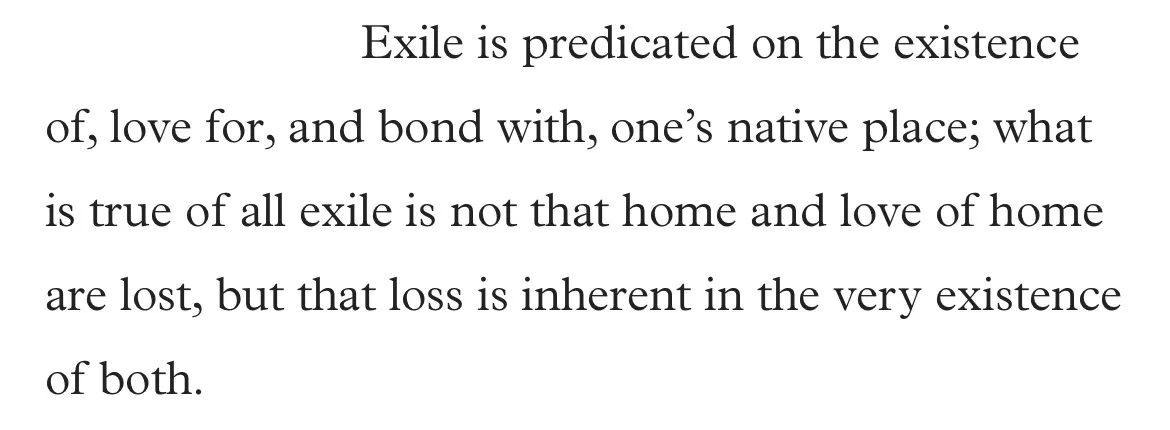 Exile is predicated on the existence
of, love for, and bond with, one’s native place; what
is true of all exile is not that home and love of home
are lost, but that loss is inherent in the very existence
of both.